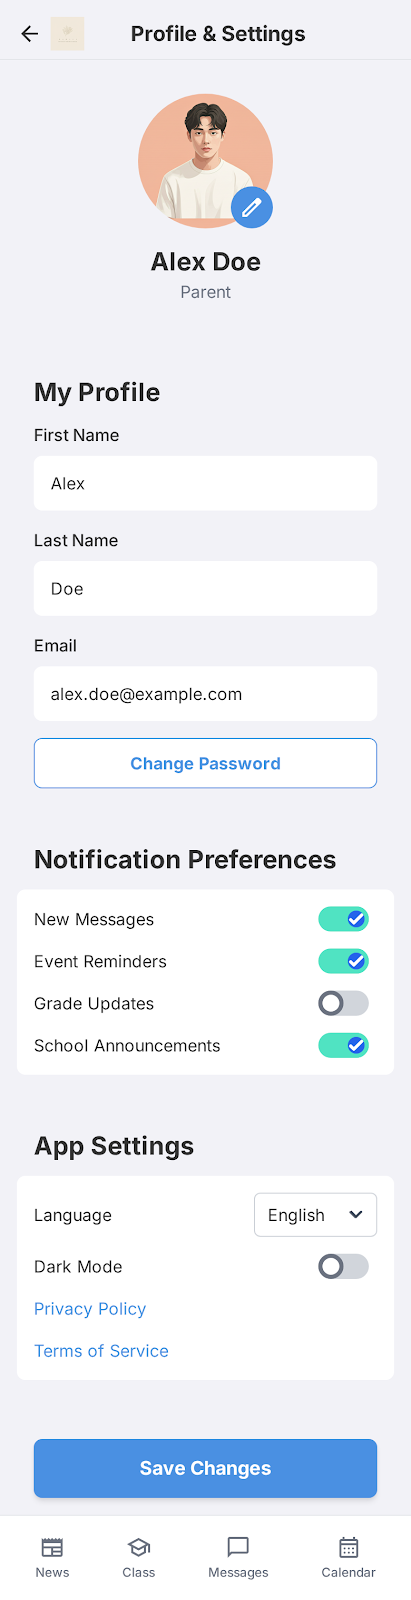 Profile & Settings
Alex Doe
Parent
My Profile
First Name
Alex
Last Name
Doe
Email
alex.doe@example.com
Change Password
Notification Preferences
New Messages
Event Reminders
Grade Updates
School Announcements
App Settings
Language English
Dark Mode
Privacy Policy
Terms of Service
Save Changes
News Class Messages Calendar